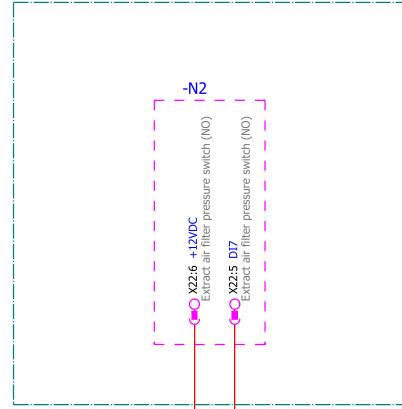 -N2
X22:6 +12VDC
Extract air filter pressure switch (NO)
X22:5 DI7
Extract air filter pressure switch (NO)